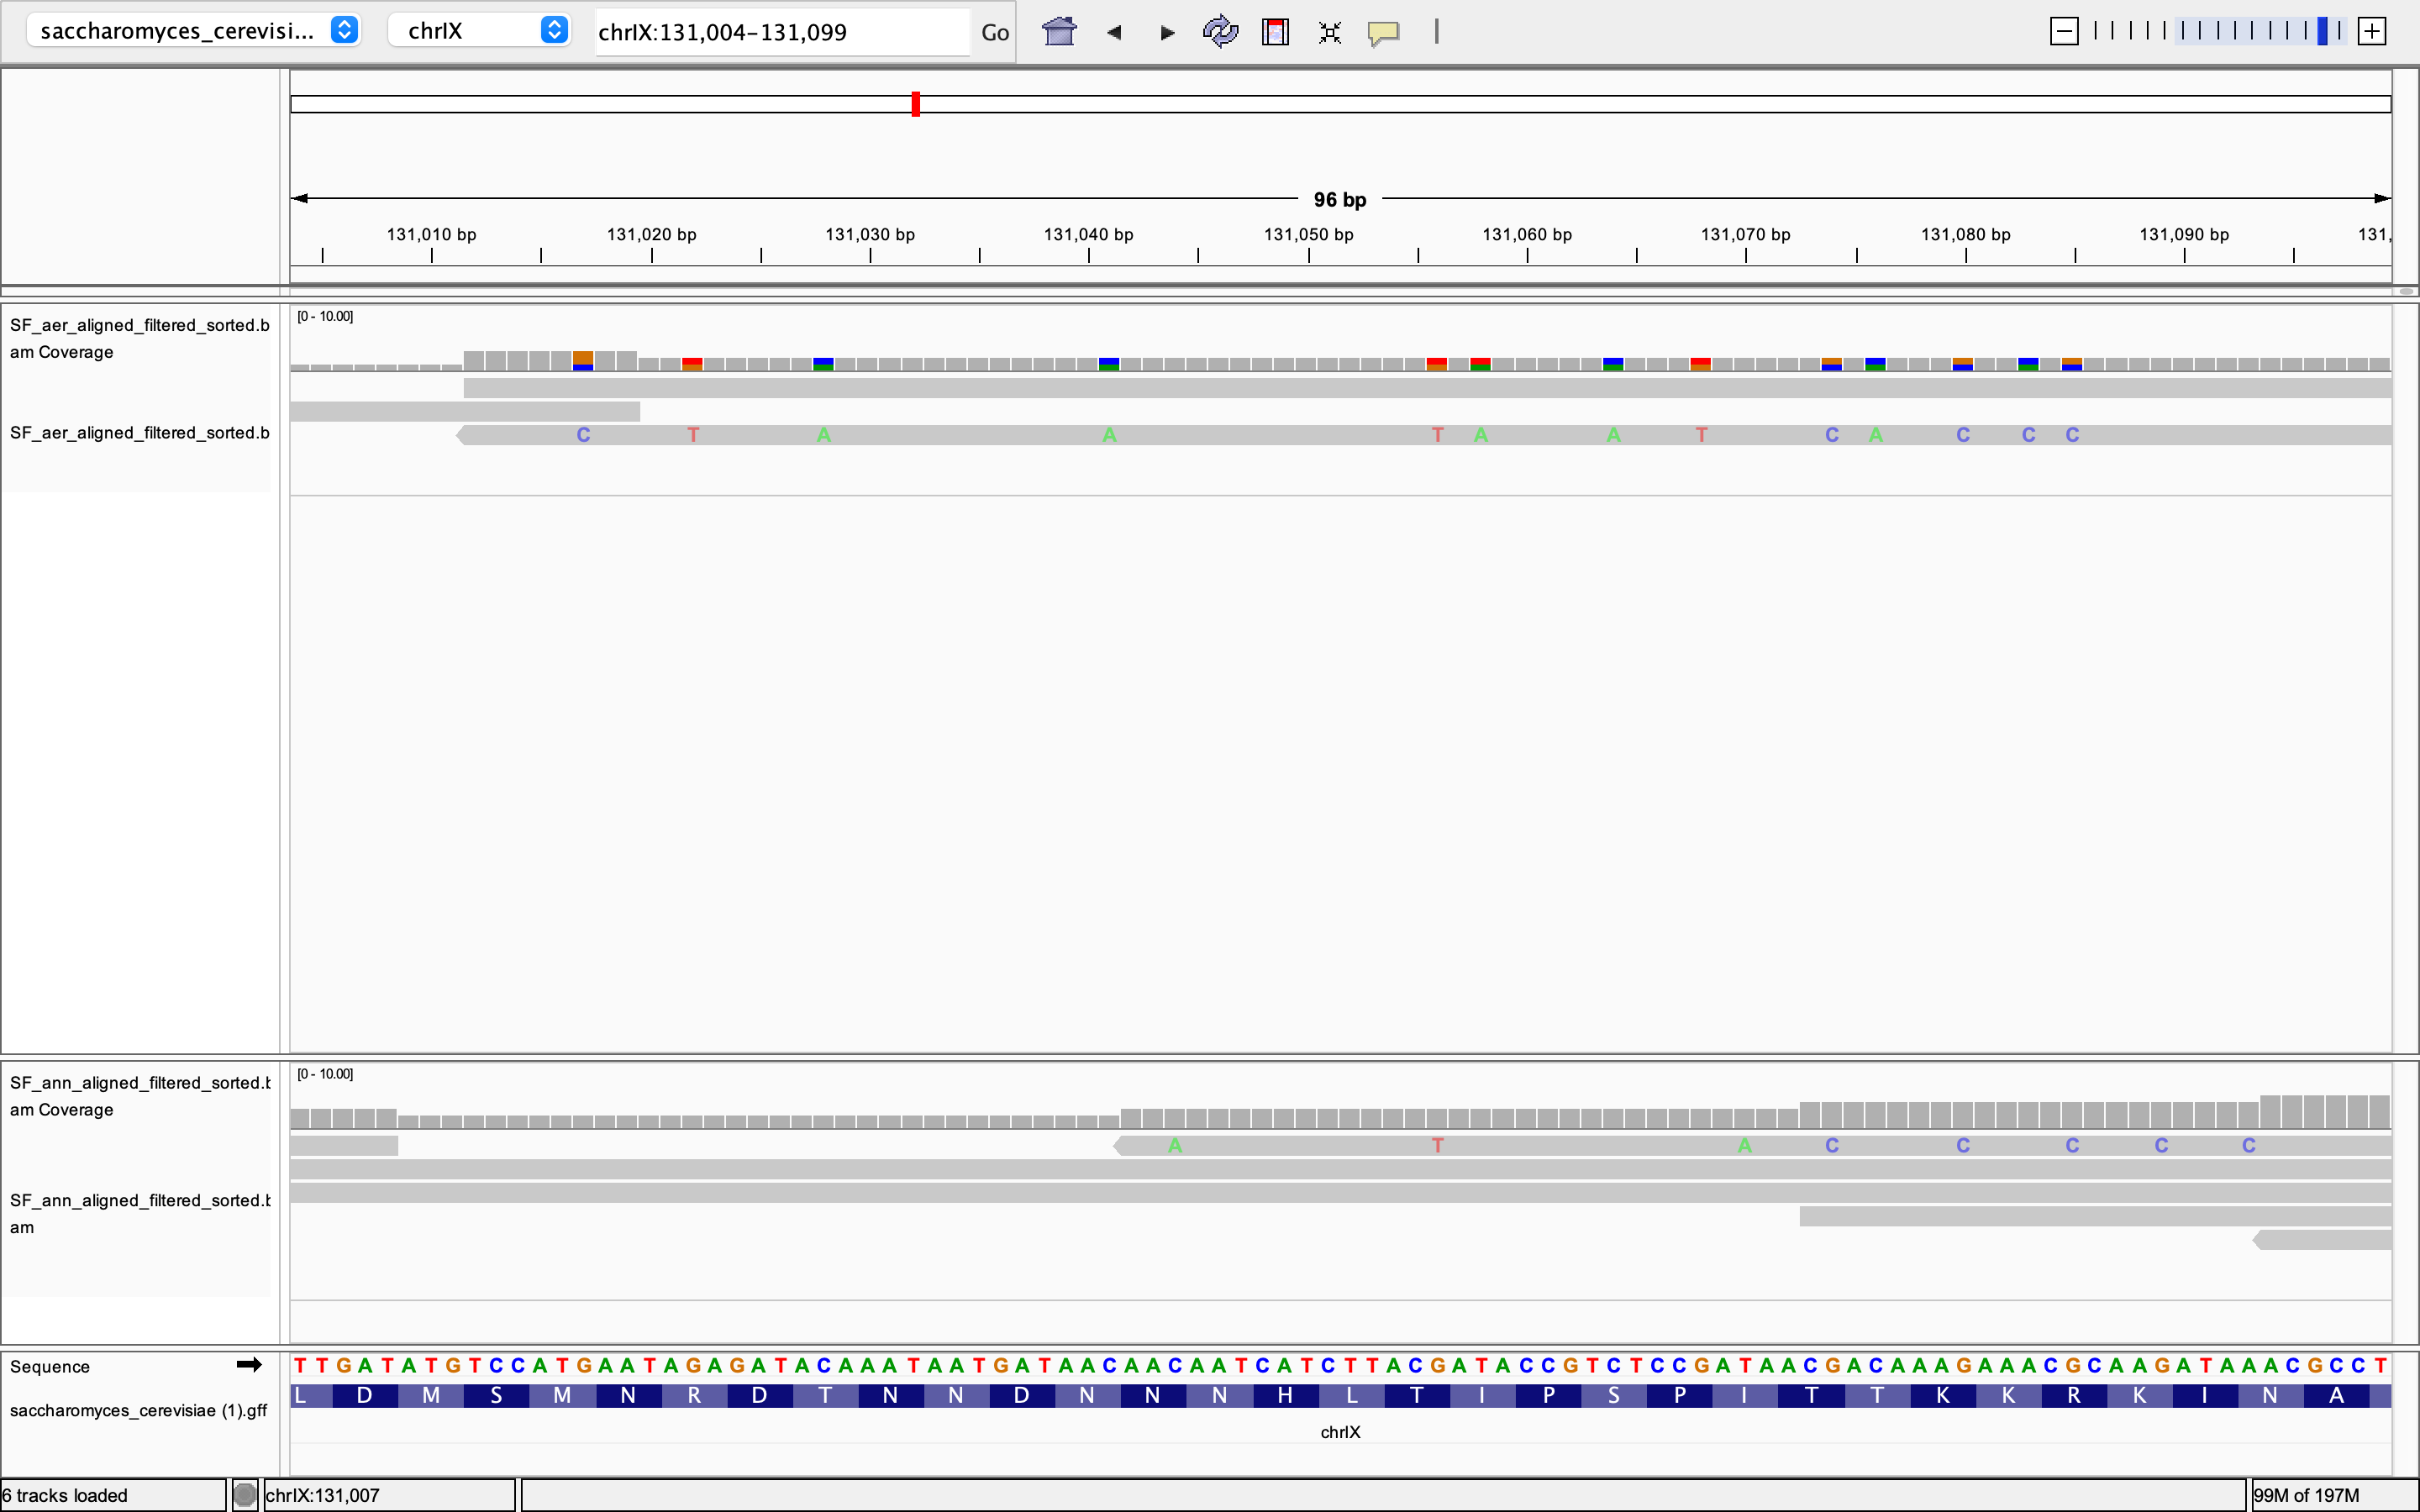 saccharomyces_cerevisi... chrIX chrIX:131,004-131,099 Go
96 bp
131,010 bp 131,020 bp 131,030 bp 131,040 bp 131,050 bp 131,060 bp 131,070 bp 131,080 bp 131,090 bp 131,
[0 - 10.00]
SF_aer_aligned_filtered_sorted.b
am Coverage
SF_aer_aligned_filtered_sorted.b
C T A A T A A T C A C C C
[0 - 10.00]
SF_ann_aligned_filtered_sorted.b
am Coverage
A T A C C C C C
SF_ann_aligned_filtered_sorted.b
am
Sequence
T T G A T A T G T C C A T G A A T A G A G A T A C A A A T A A T G A T A A C A A C A A T C A T C T T A C G A T A C C G T C T C C G A T A A C G A C A A A G A A A C G C A A G A T A A A C G C C T
L D M S M N R D T N N D N N N H L T I P S P I T T K K R K I N A
saccharomyces_cerevisiae (1).gff
chrIX
6 tracks loaded chrIX:131,007 99M of 197M